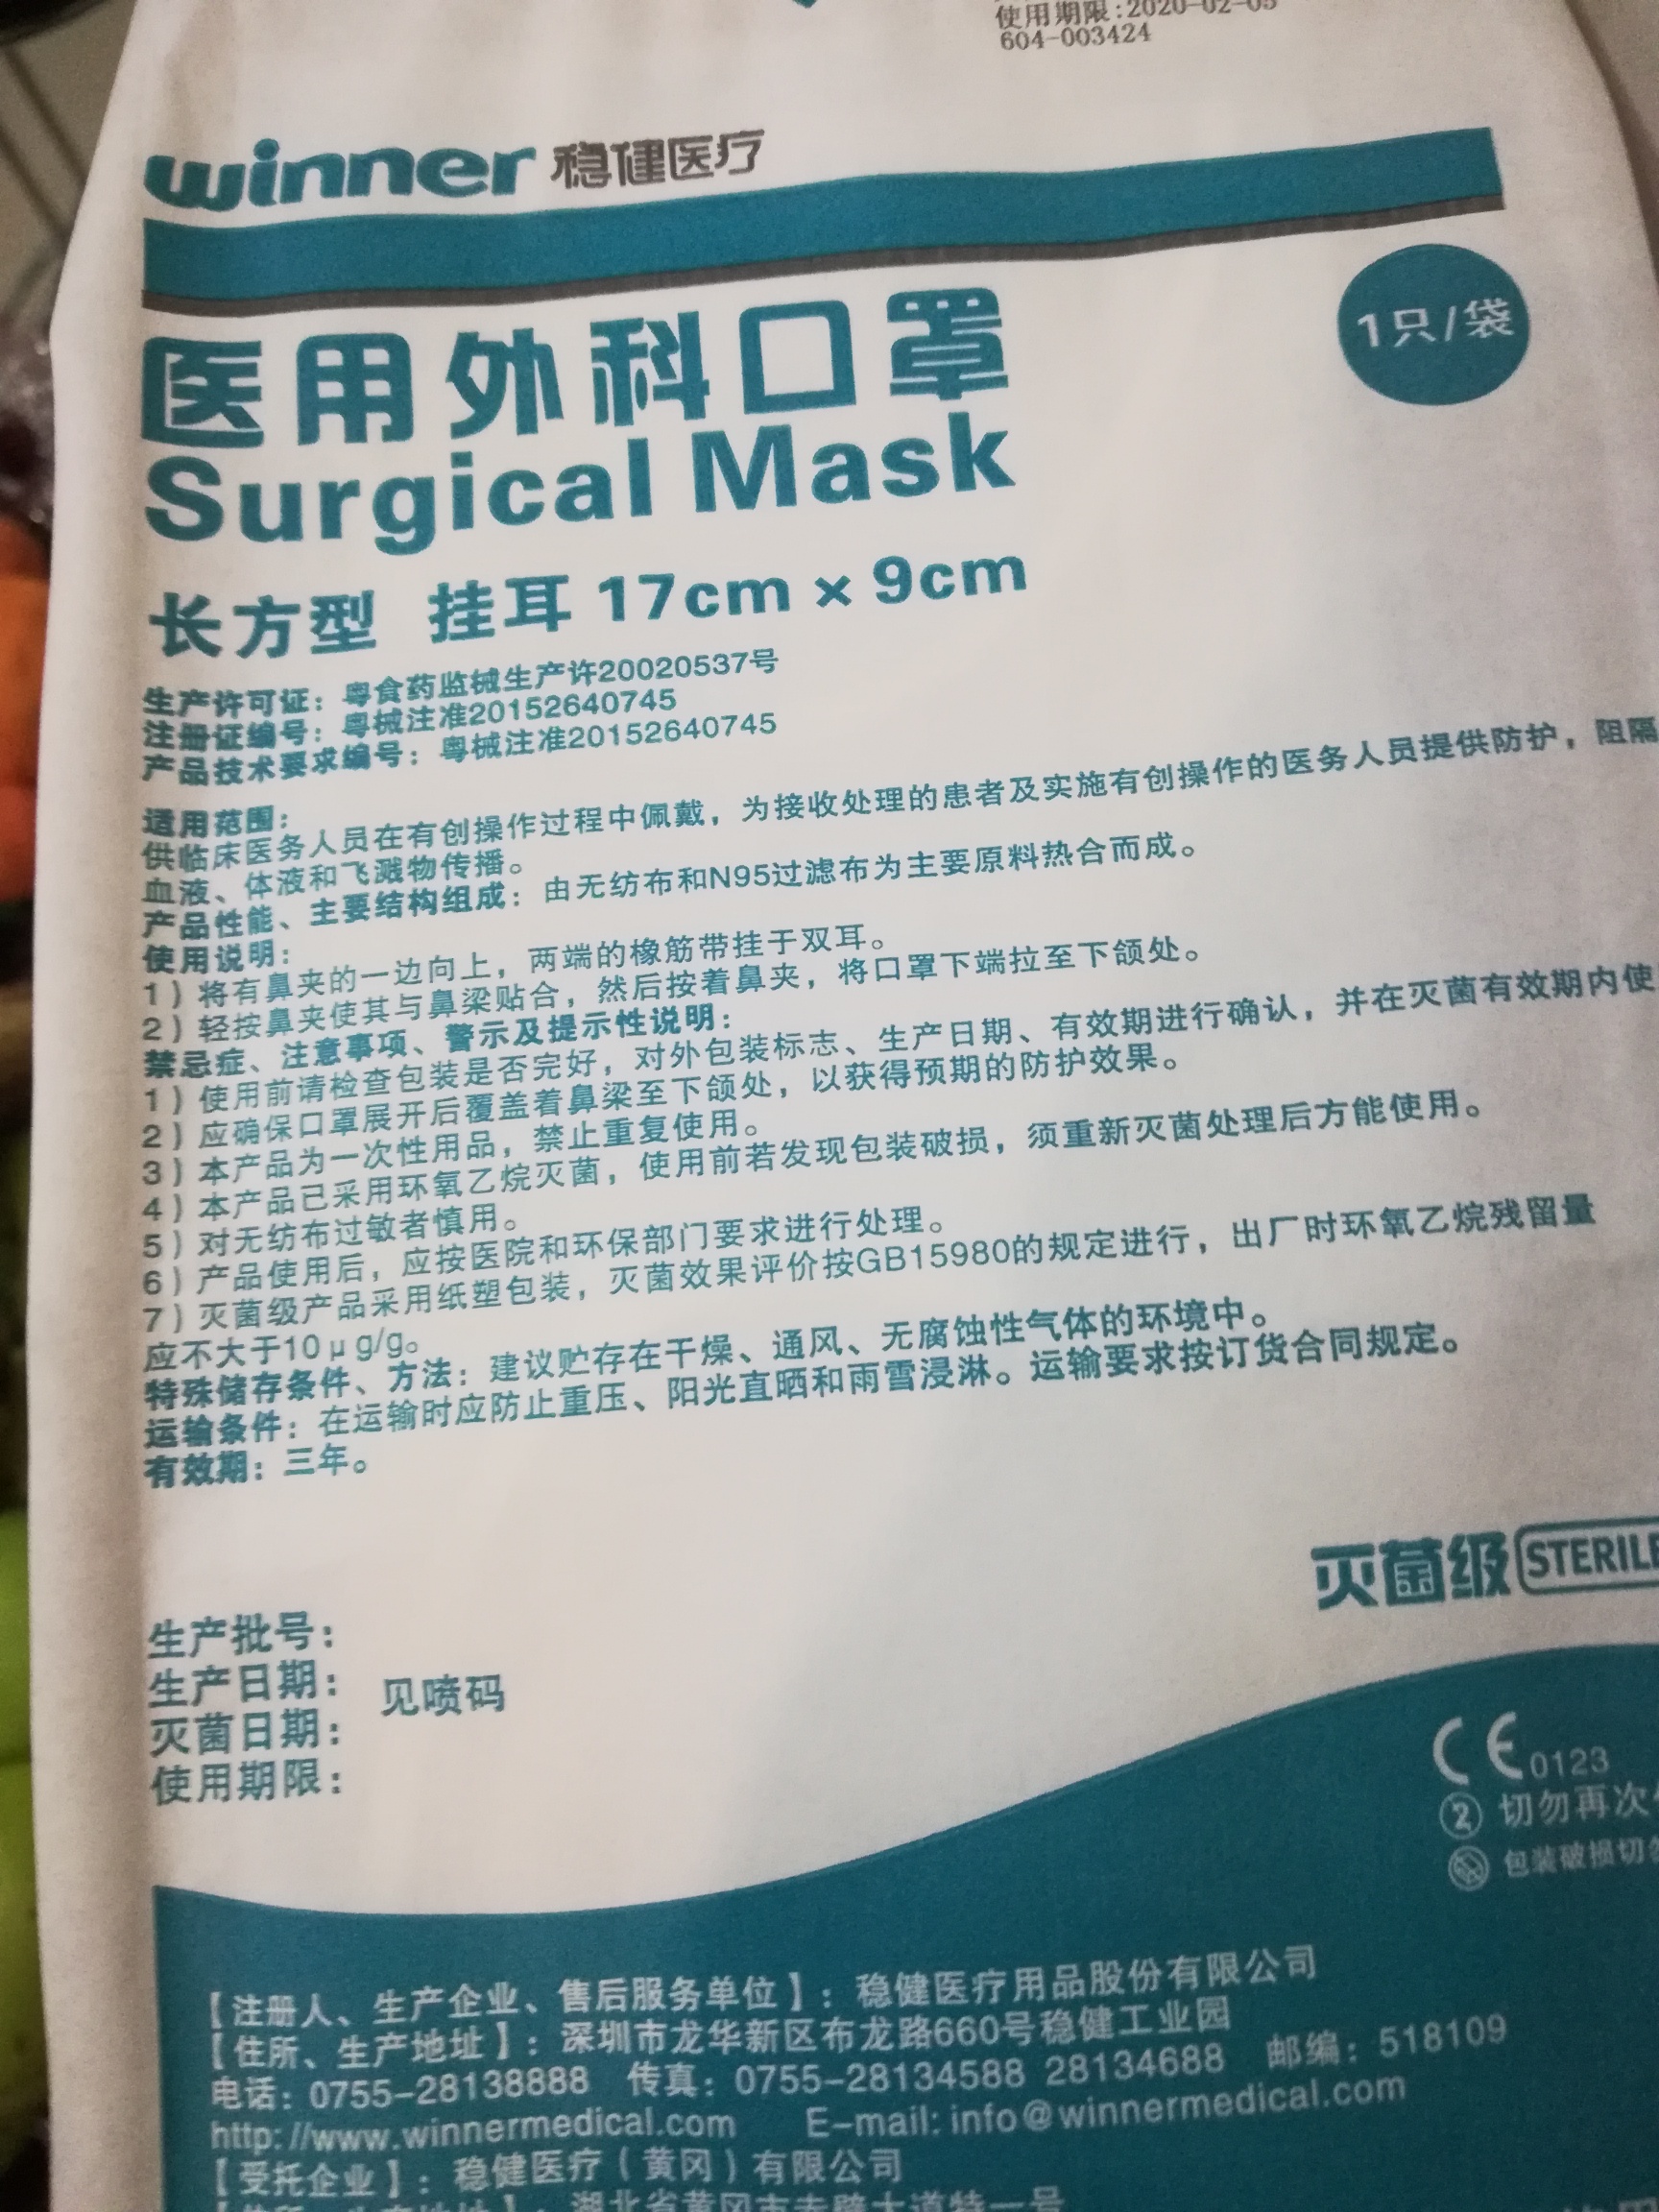 使用期限:2020-02-05
604-003424
winner 稳健医疗
1只/袋
医用外科口罩
Surgical Mask
长方型 挂耳 17cm × 9cm
生产许可证：粤食药监械生产许20020537号
注册证编号：粤械注准20152640745
产品技术要求编号：粤械注准20152640745
适用范围：
供临床医务人员在有创操作过程中佩戴，为接收处理的患者及实施有创操作的医务人员提供防护，阻隔
血液、体液和飞溅物传播。
产品性能、主要结构组成：由无纺布和N95过滤布为主要原料热合而成。
使用说明：
1）将有鼻夹的一边向上，两端的橡筋带挂于双耳。
2）轻按鼻夹使其与鼻梁贴合，然后按着鼻夹，将口罩下端拉至下颌处。
禁忌症、注意事项、警示及提示性说明：
1）使用前请检查包装是否完好，对外包装标志、生产日期、有效期进行确认，并在灭菌有效期内使
2）应确保口罩展开后覆盖着鼻梁至下颌处，以获得预期的防护效果。
3）本产品为一次性用品，禁止重复使用。
4）本产品已采用环氧乙烷灭菌，使用前若发现包装破损，须重新灭菌处理后方能使用。
5）对无纺布过敏者慎用。
6）产品使用后，应按医院和环保部门要求进行处理。
7）灭菌级产品采用纸塑包装，灭菌效果评价按GB15980的规定进行，出厂时环氧乙烷残留量
应不大于10μg/g。
特殊储存条件、方法：建议贮存在干燥、通风、无腐蚀性气体的环境中。
运输条件：在运输时应防止重压、阳光直晒和雨雪浸淋。运输要求按订货合同规定。
有效期：三年。
灭菌级 STERILE
生产批号：
生产日期：
见喷码
灭菌日期：
使用期限：
CE 0123
2 切勿再次
包装破损切勿
【注册人、生产企业、售后服务单位】：稳健医疗用品股份有限公司
【住所、生产地址】：深圳市龙华新区布龙路660号稳健工业园
电话：0755-28138888 传真：0755-28134588 28134688 邮编：518109
http://www.winnermedical.com E-mail: info@winnermedical.com
【受托企业】：稳健医疗（黄冈）有限公司
湖北省黄冈市赤壁大道特一号